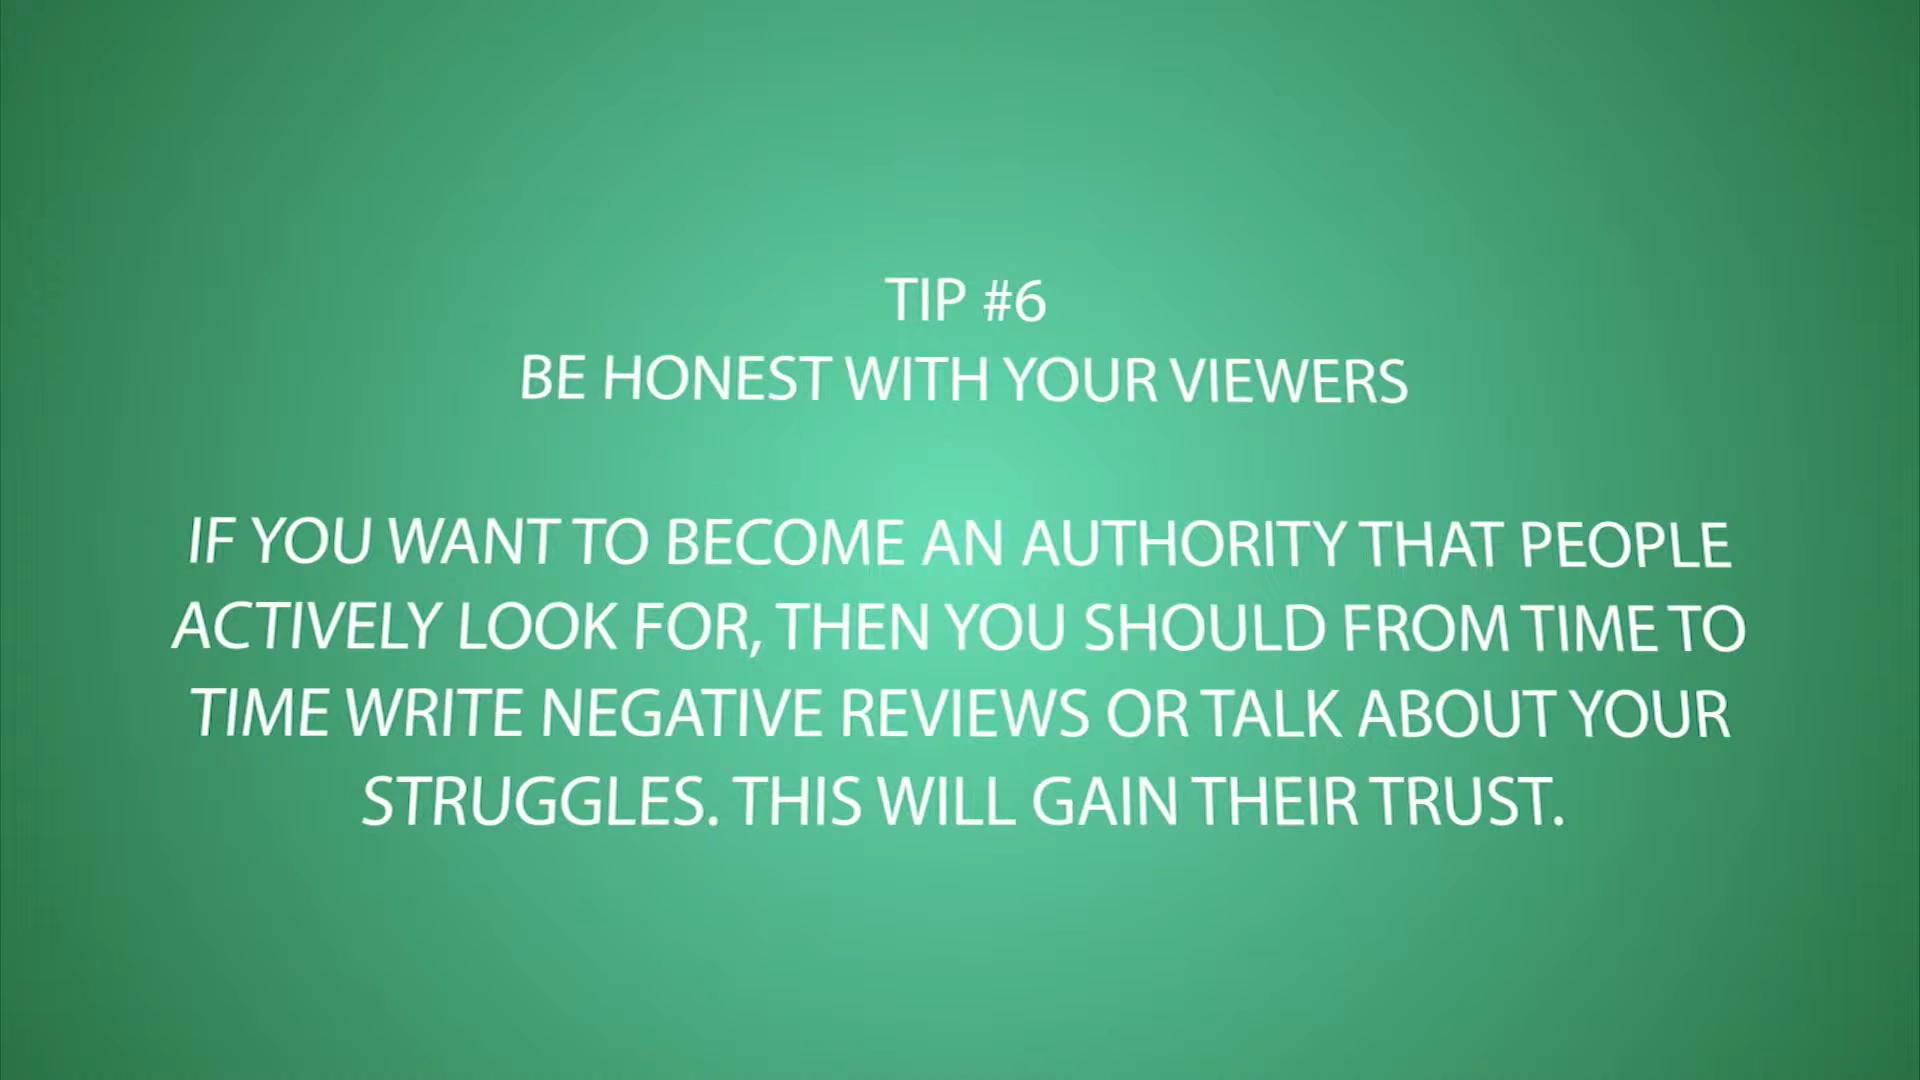 TIP #6
BE HONEST WITH YOUR VIEWERS
IF YOU WANT TO BECOME AN AUTHORITY THAT PEOPLE
ACTIVELY LOOK FOR, THEN YOU SHOULD FROM TIME TO
TIME WRITE NEGATIVE REVIEWS OR TALK ABOUT YOUR
STRUGGLES. THIS WILL GAIN THEIR TRUST.